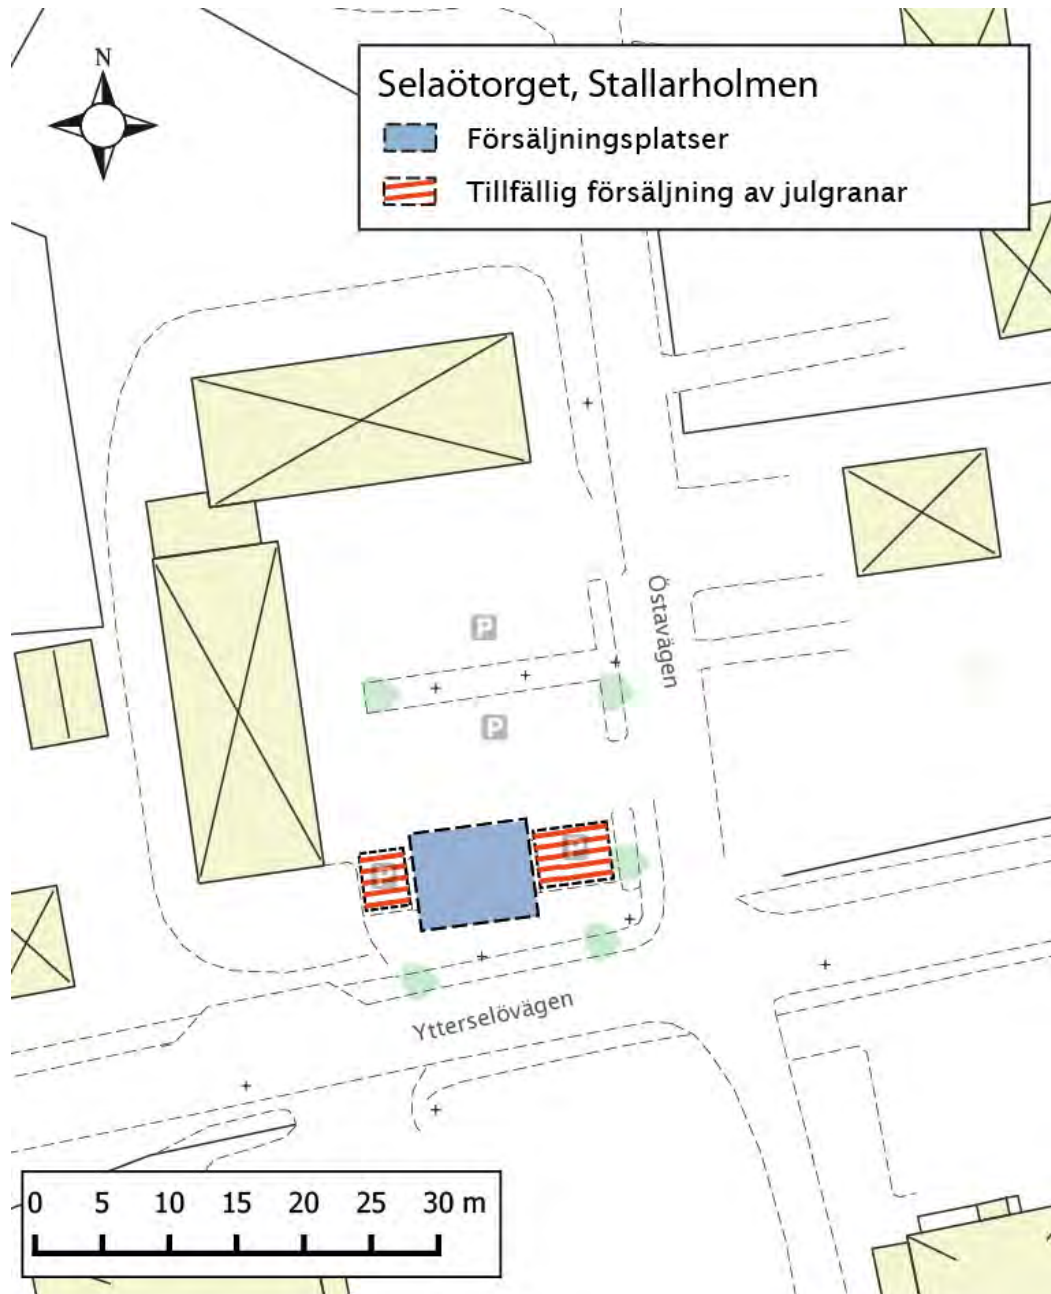 N
Selaötorget, Stallarholmen
Försäljningsplatser
Tillfällig försäljning av julgranar
Östavägen
P
P
P
P
Ytterselövägen
0 5 10 15 20 25 30 m